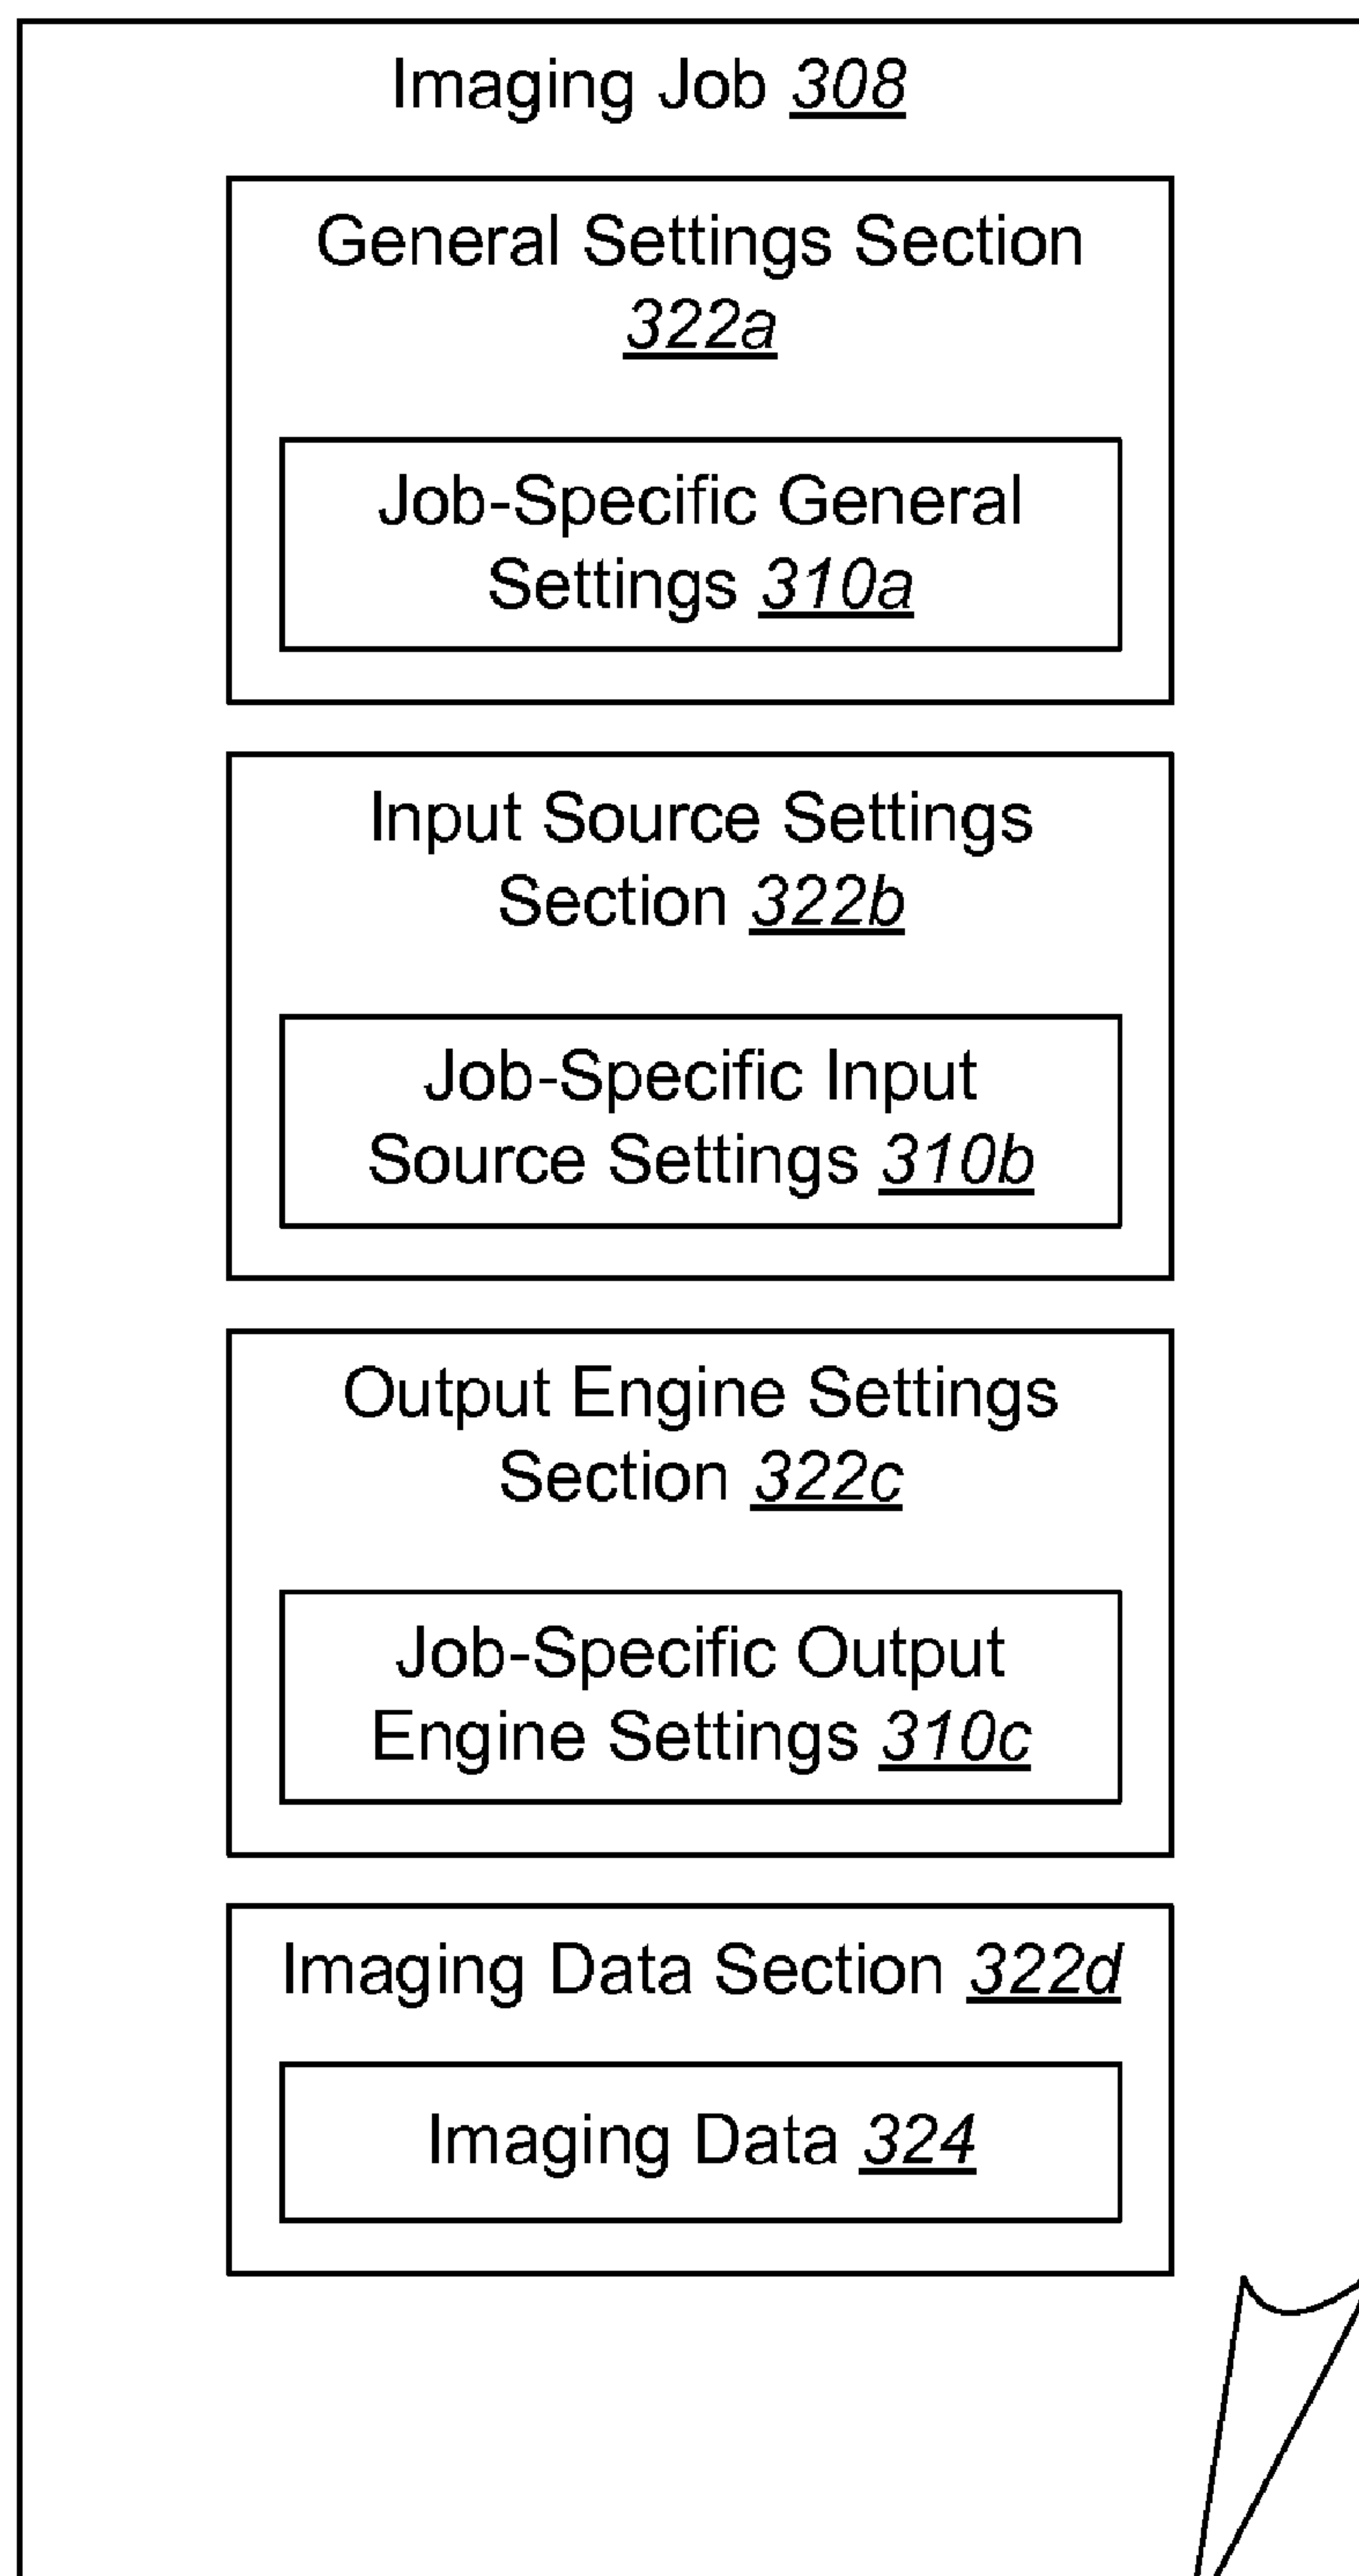 Imaging Job 308
General Settings Section
322a
Job-Specific General
Settings 310a
Input Source Settings
Section 322b
Job-Specific Input
Source Settings 310b
Output Engine Settings
Section 322c
Job-Specific Output
Engine Settings 310c
Imaging Data Section 322d
Imaging Data 324